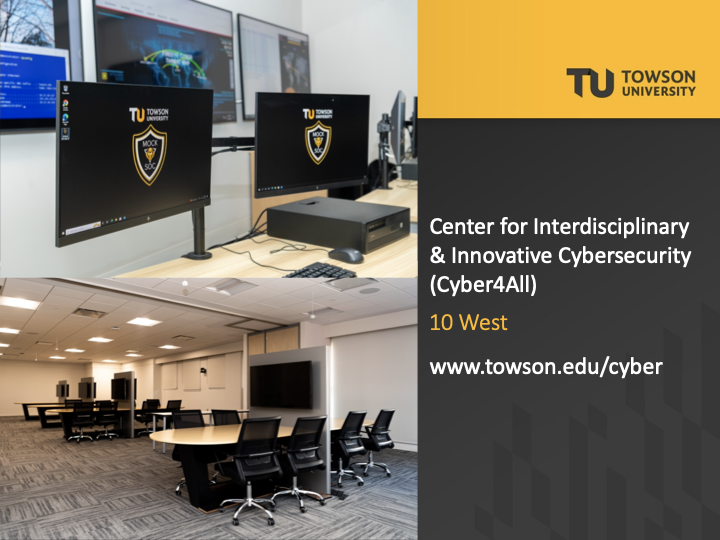 TU TOWSON
UNIVERSITY
MOCK
SOC
TU TOWSON
UNIVERSITY
MOCK
SOC
TU TOWSON
UNIVERSITY
Center for Interdisciplinary
& Innovative Cybersecurity
(Cyber4All)
10 West
www.towson.edu/cyber